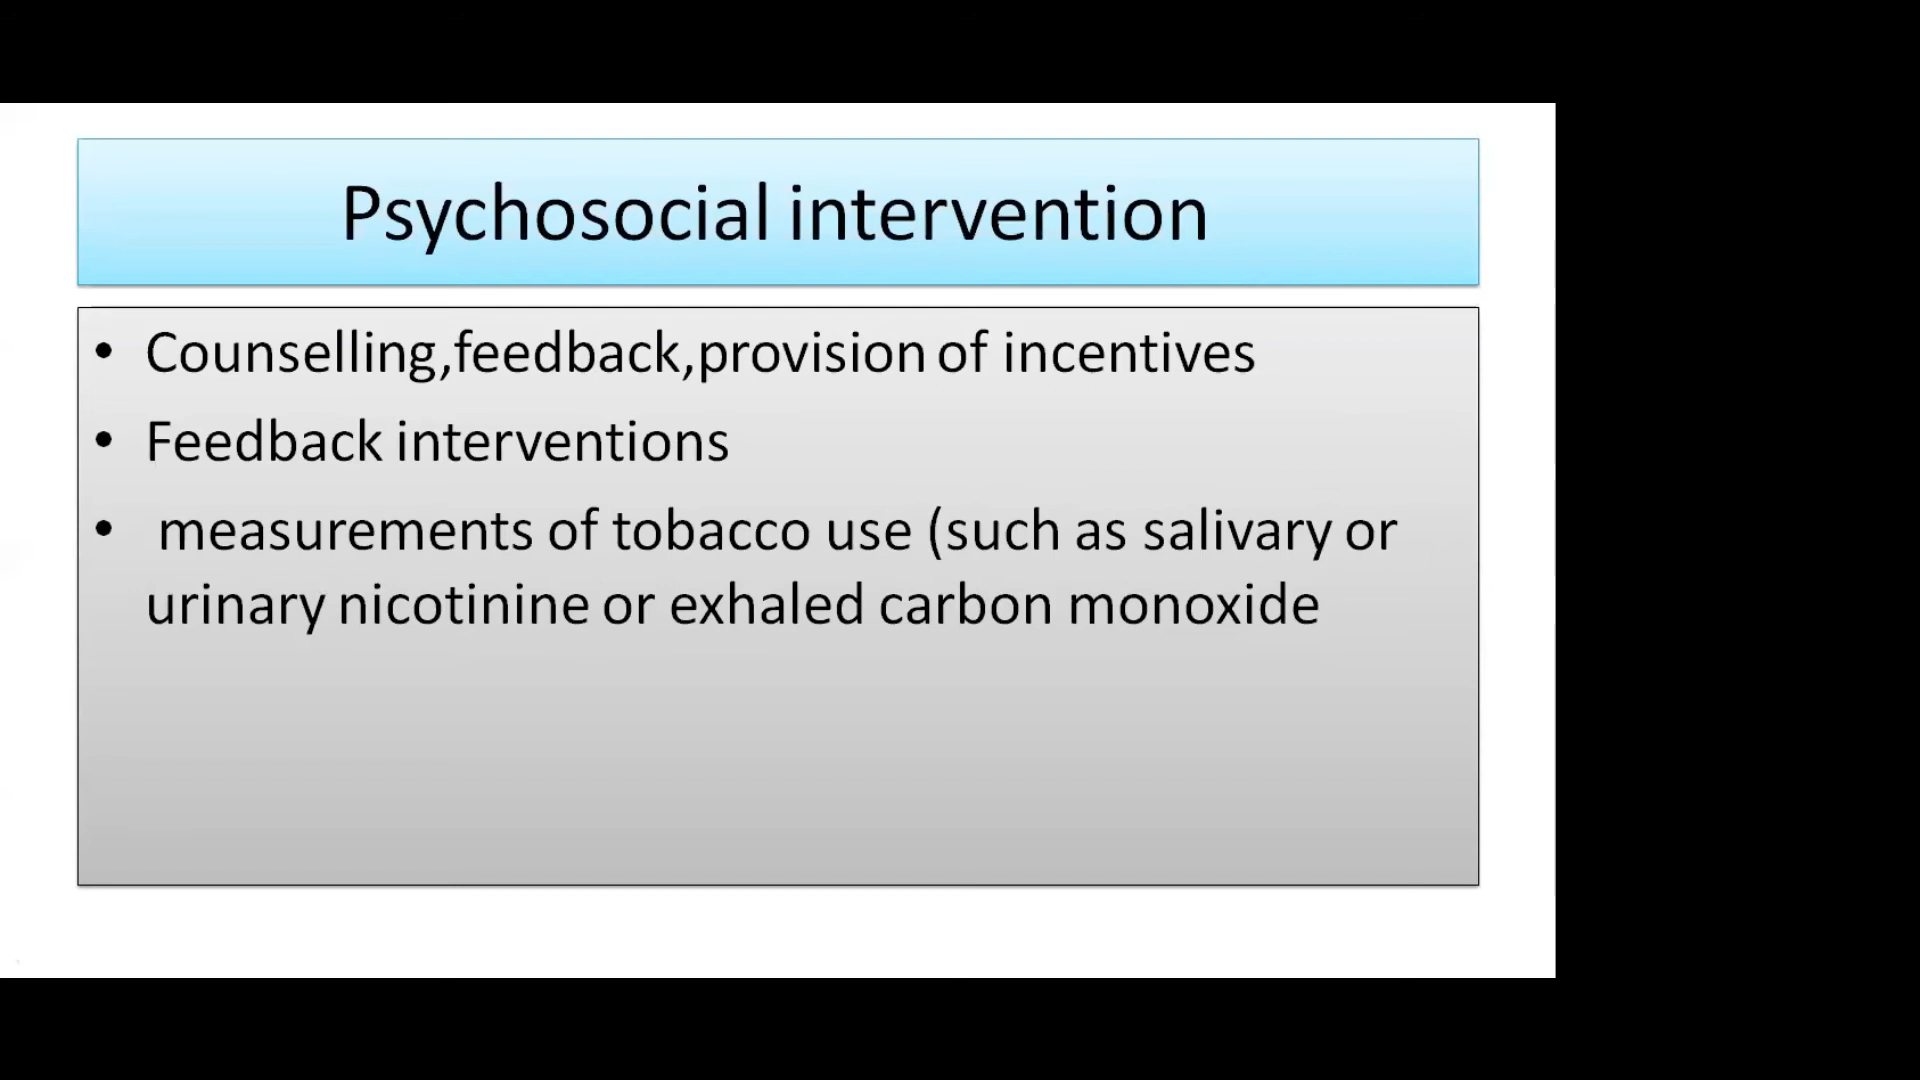 Psychosocial intervention
• Counselling,feedback,provision of incentives
• Feedback interventions
• measurements of tobacco use (such as salivary or
urinary nicotinine or exhaled carbon monoxide